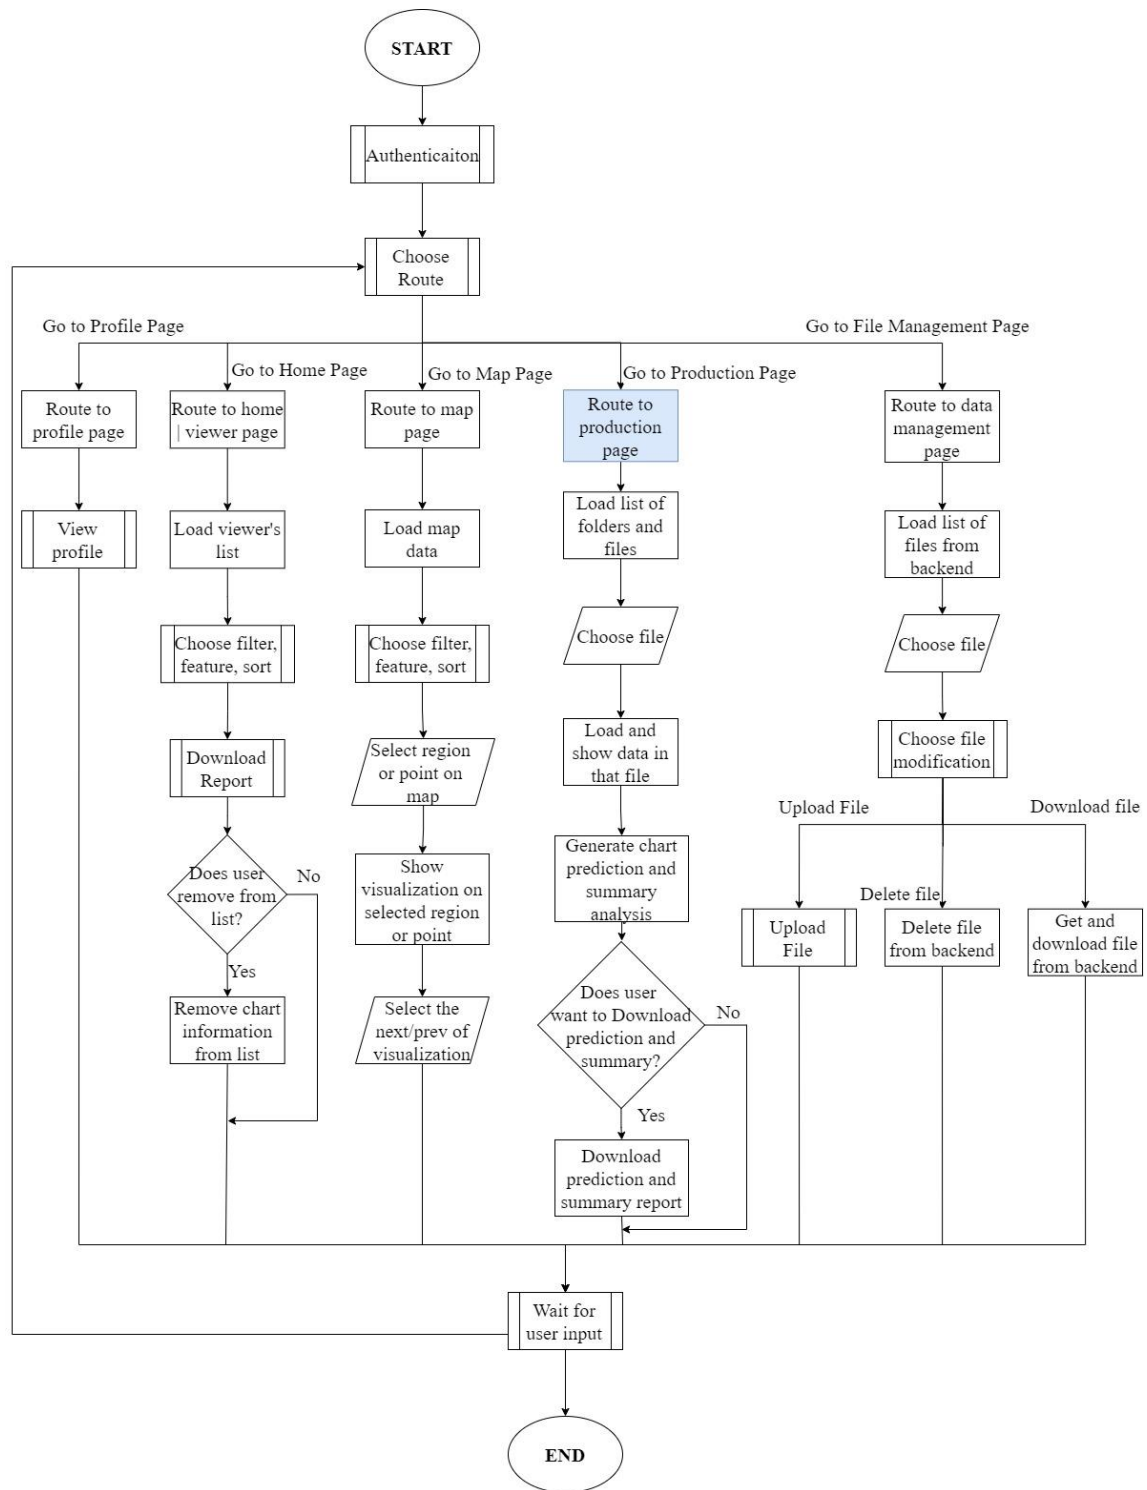 START
Authenticaiton
Choose
Route
Go to Profile Page
Go to File Management Page
Go to Home Page
Go to Map Page
Go to Production Page
Route to
profile page
Route to home
| viewer page
Route to map
page
Route to
production
page
Route to data
management
page
View
profile
Load viewer's
list
Load map
data
Load list of
folders and
files
Load list of
files from
backend
Choose filter,
feature, sort
Choose filter,
feature, sort
Choose file
Choose file
Download
Report
Select region
or point on
map
Load and
show data in
that file
Choose file
modification
Upload File
Download file
Does user
remove from
list?
No
Show
visualization on
selected region
or point
Generate chart
prediction and
summary
analysis
Delete file
Upload
File
Delete file
from backend
Get and
download file
from backend
Yes
Remove chart
information
from list
Select the
next/prev of
visualization
Does user
want to Download
prediction and
summary?
No
Yes
Download
prediction and
summary report
Wait for
user input
END